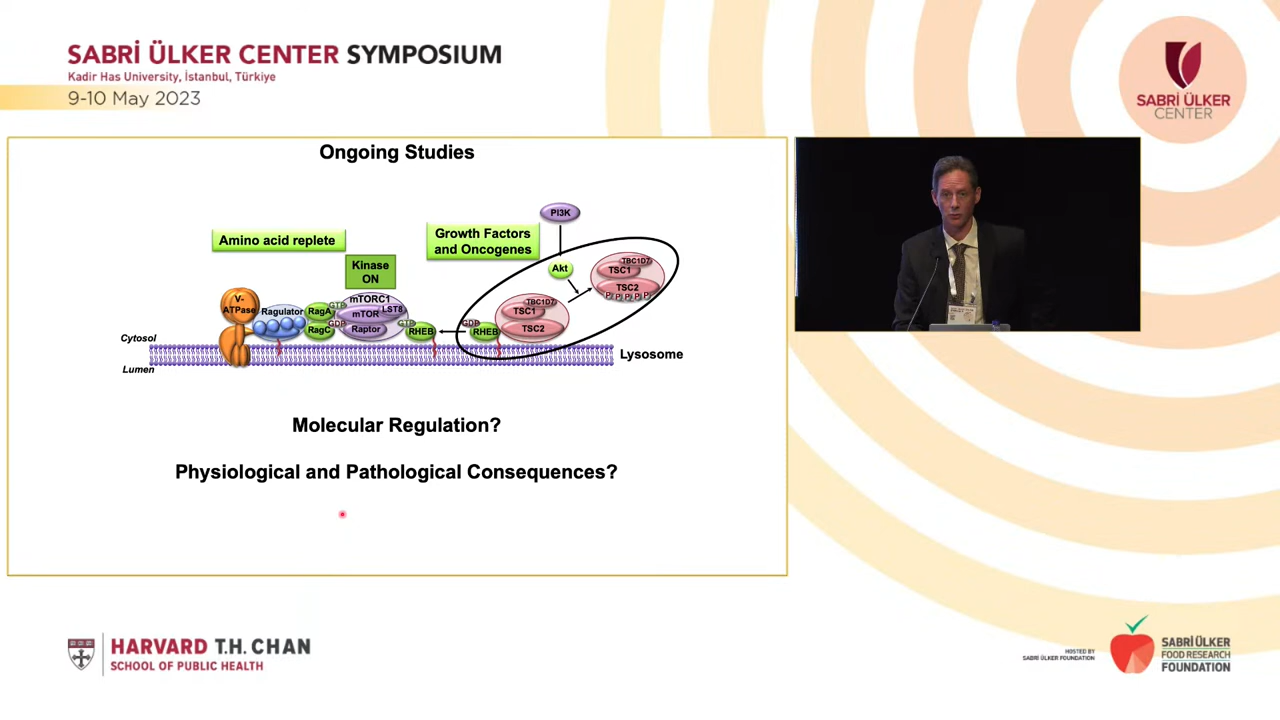 SABRİ ÜLKER CENTER SYMPOSIUM
Kadir Has University, İstanbul, Türkiye
9-10 May 2023
SABRİ ÜLKER
CENTER
Ongoing Studies
PI3K
Amino acid replete
Growth Factors
and Oncogenes
Kinase
ON
Akt
TBC1D7
TSC1
TSC2
P P P P P
V-
ATPase
Ragulator
RagA
GTP
RagC
GDP
mTORC1
LST8
mTOR
Raptor
GTP
RHEB
GDP
RHEB
TBC1D7
TSC1
TSC2
Cytosol
Lumen
Lysosome
Molecular Regulation?
Physiological and Pathological Consequences?
HARVARD T.H. CHAN
SCHOOL OF PUBLIC HEALTH
HOSTED BY
SABRİ ÜLKER FOUNDATION
SABRİ ÜLKER
FOOD RESEARCH
FOUNDATION